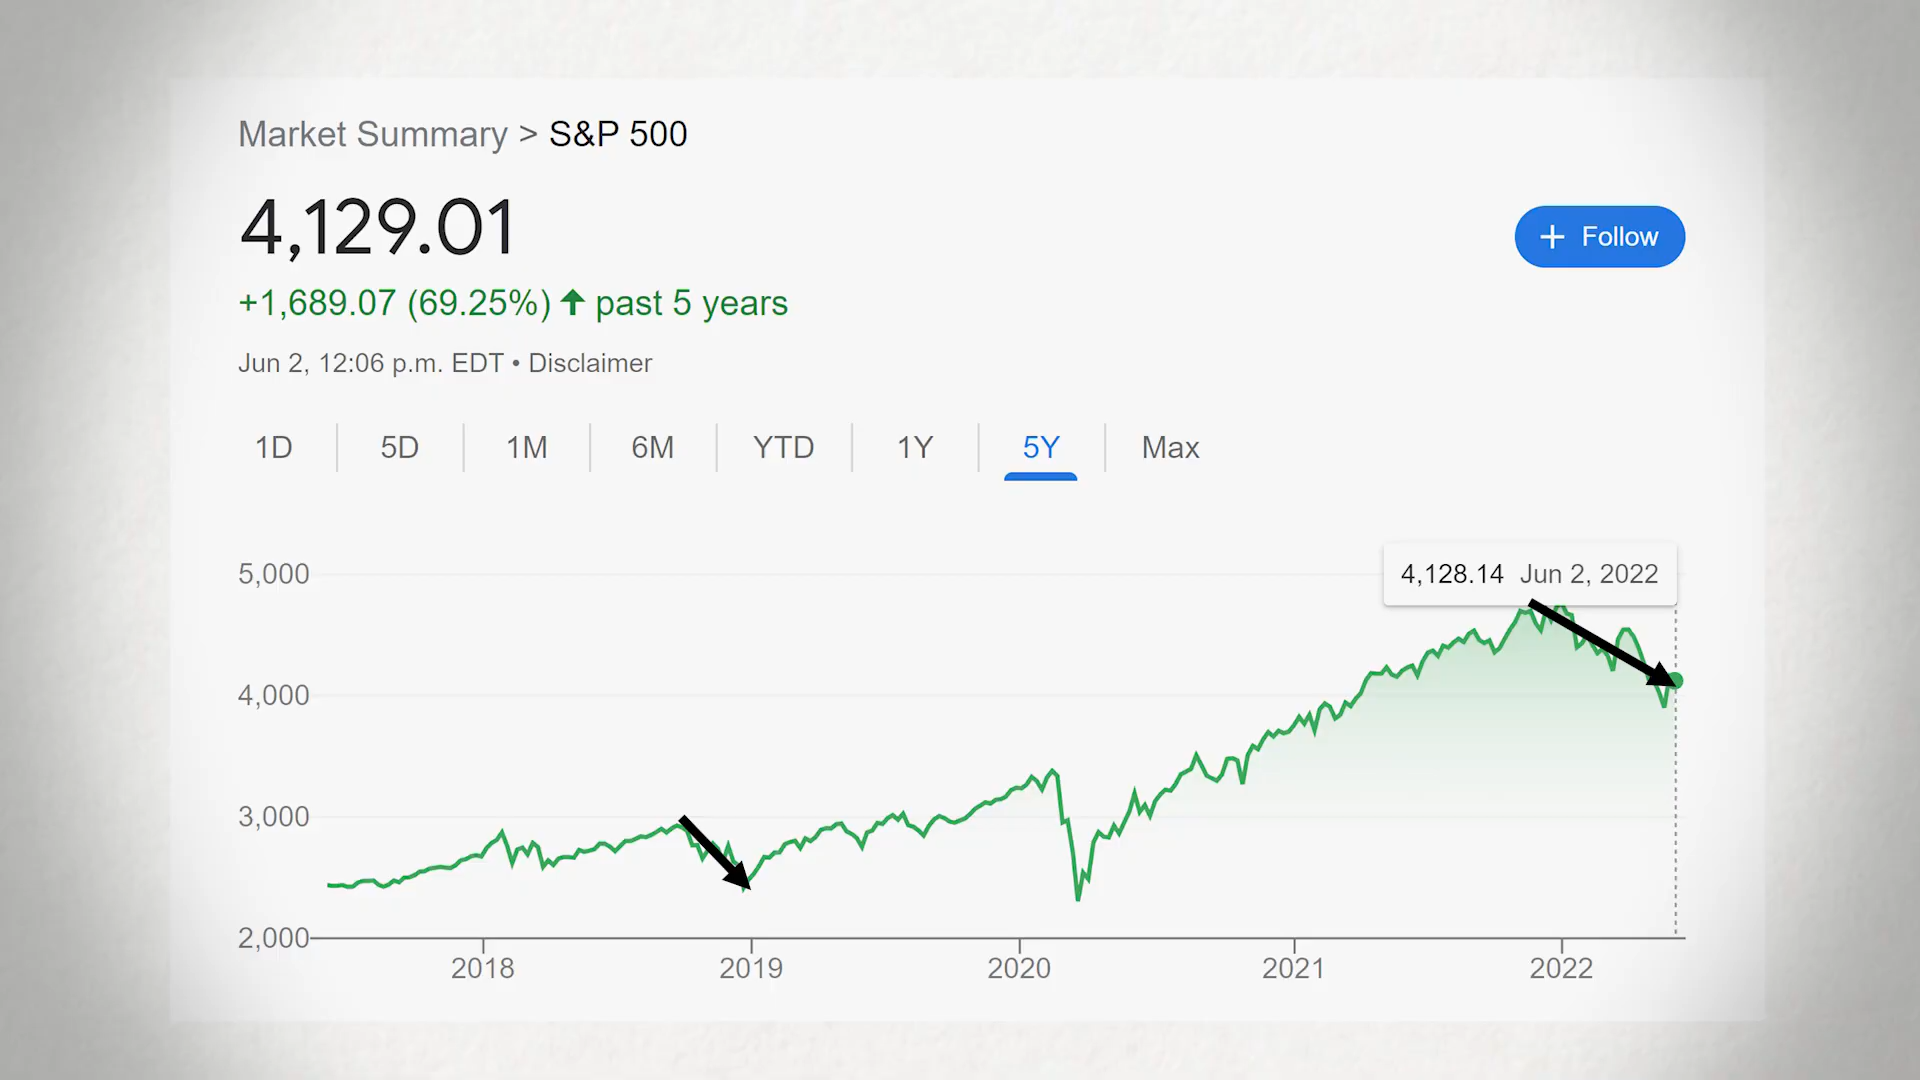 Market Summary > S&P 500
4,129.01
+ Follow
+1,689.07 (69.25%) ↑ past 5 years
Jun 2, 12:06 p.m. EDT • Disclaimer
1D 5D 1M 6M YTD 1Y 5Y Max
5,000
4,128.14 Jun 2, 2022
4,000
3,000
2,000
2018 2019 2020 2021 2022